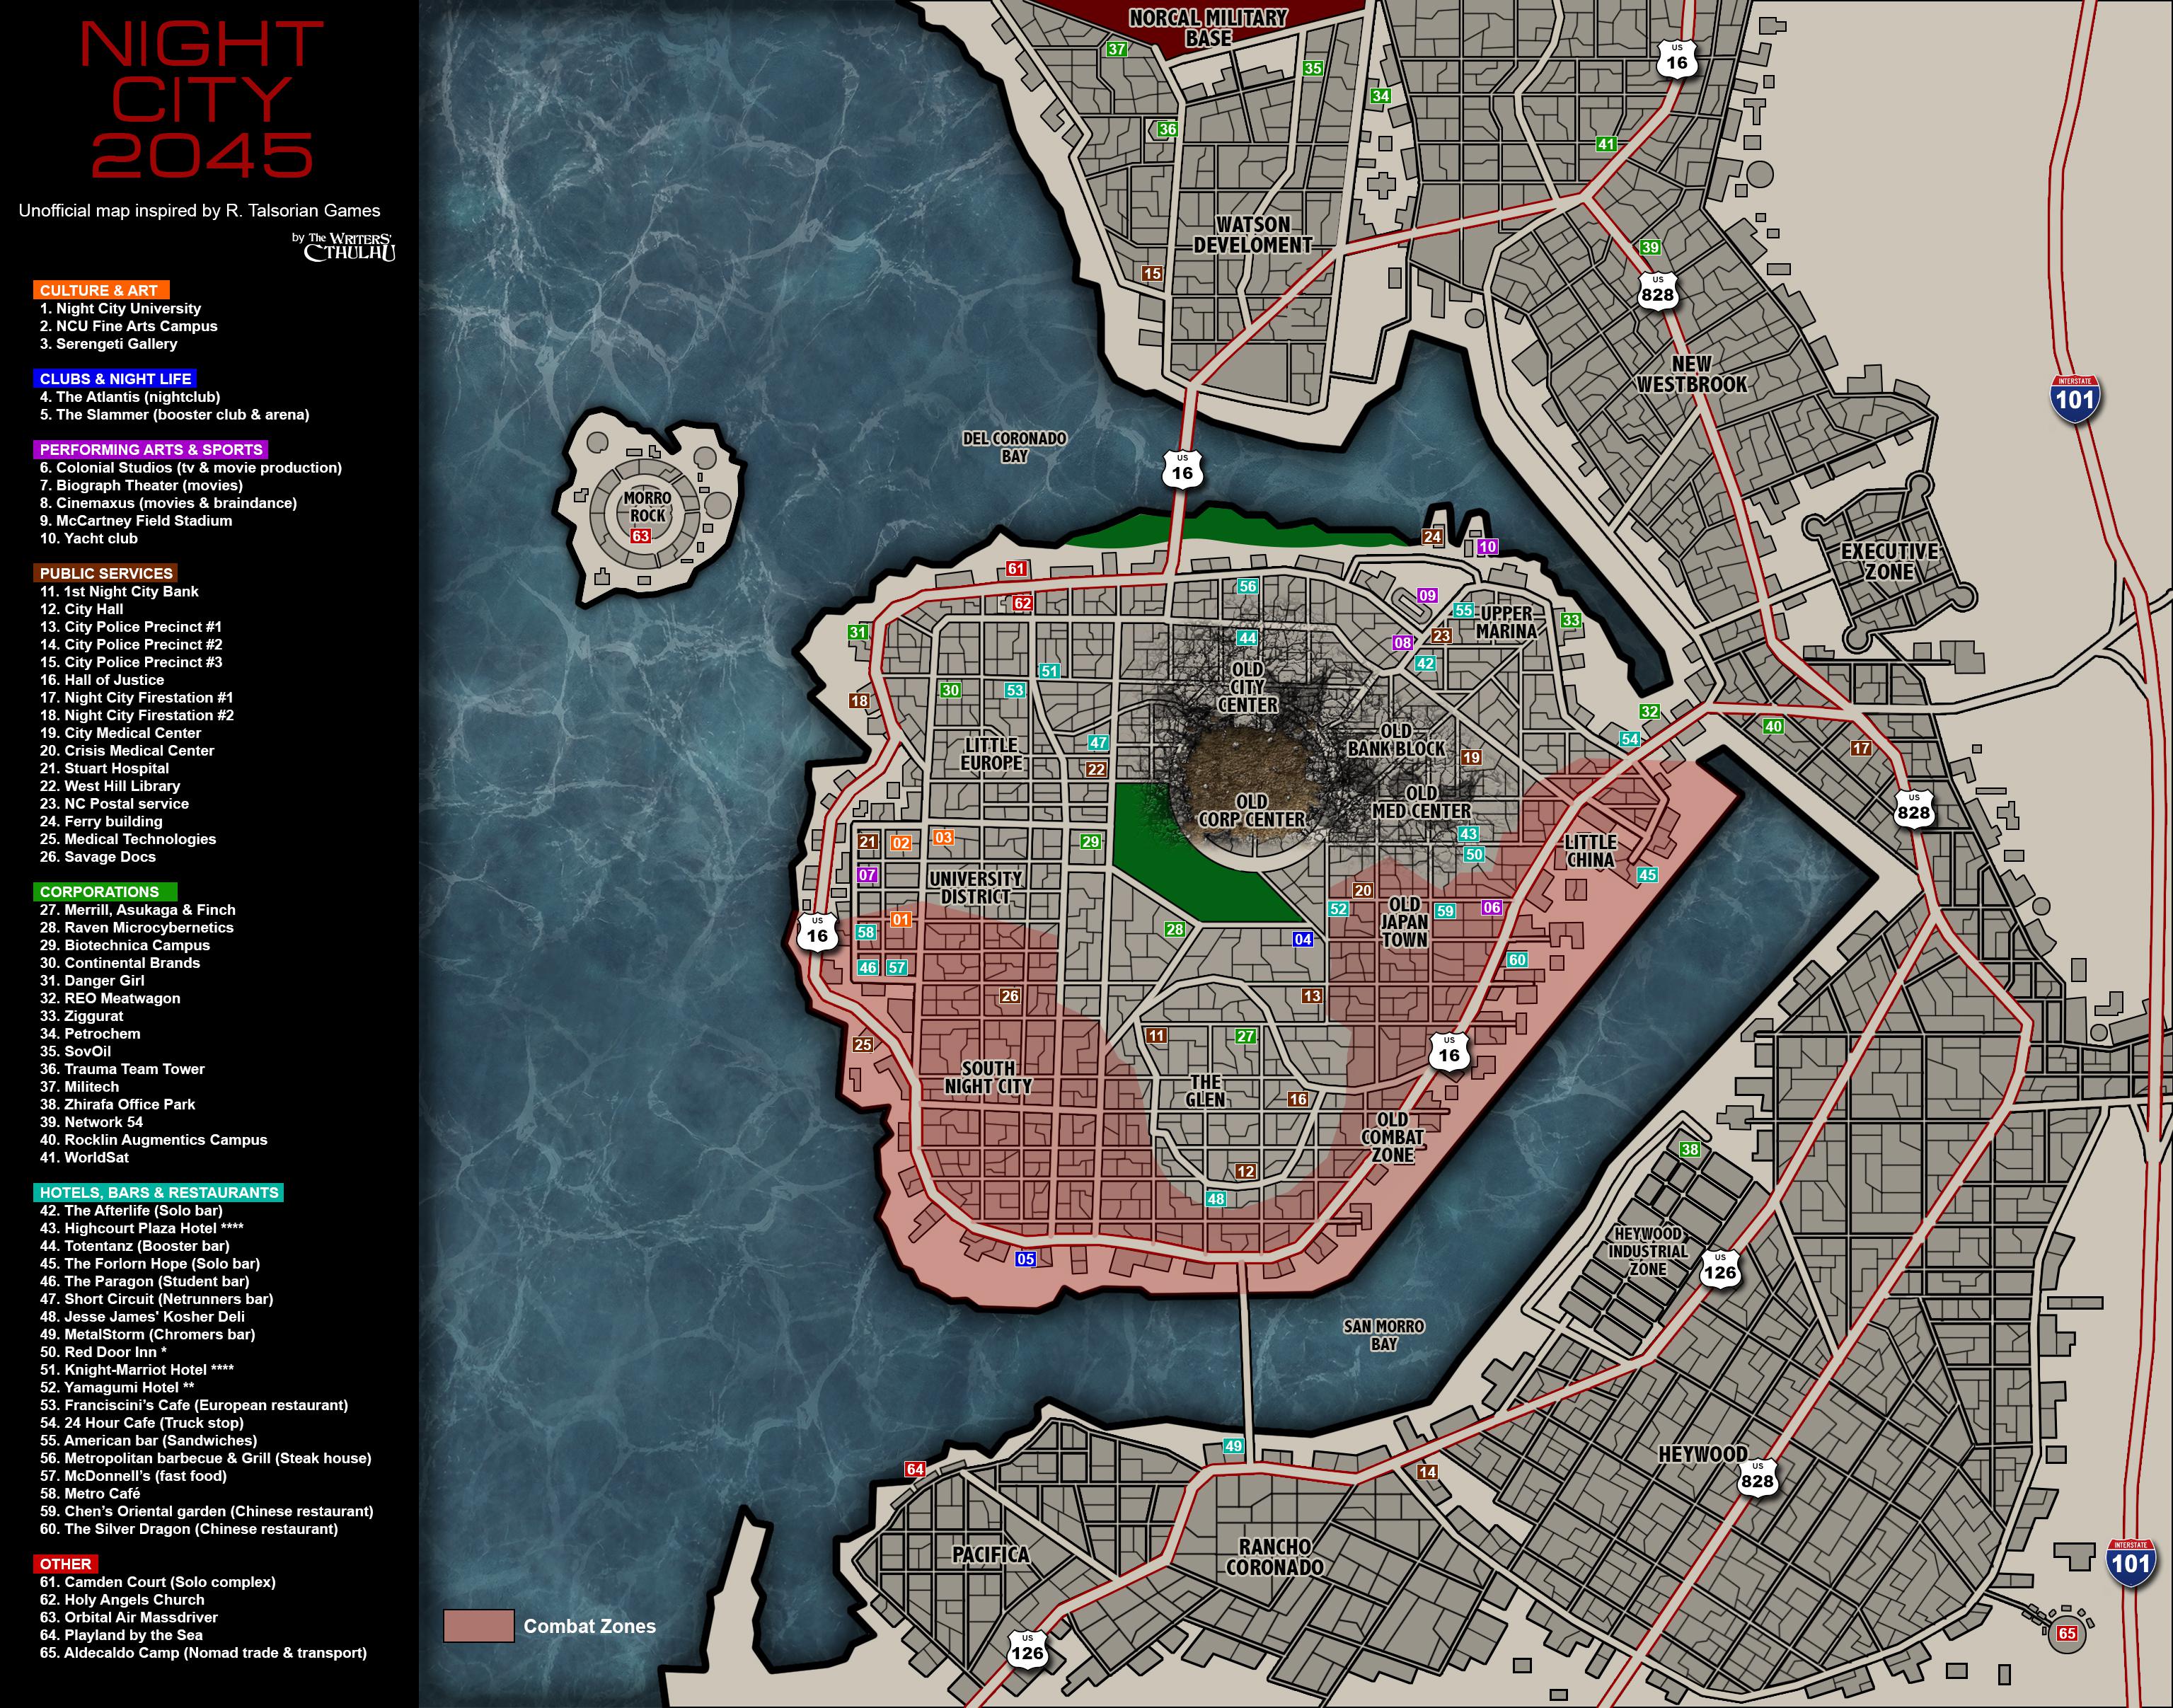 NIGHT
CITY
2045
Unofficial map inspired by R. Talsorian Games
by The Writers'
Cthulhu
CULTURE & ART
1. Night City University
2. NCU Fine Arts Campus
3. Serengeti Gallery
CLUBS & NIGHT LIFE
4. The Atlantis (nightclub)
5. The Slammer (booster club & arena)
PERFORMING ARTS & SPORTS
6. Colonial Studios (tv & movie production)
7. Biograph Theater (movies)
8. Cinemaxus (movies & braindance)
9. McCartney Field Stadium
10. Yacht club
PUBLIC SERVICES
11. 1st Night City Bank
12. City Hall
13. City Police Precinct #1
14. City Police Precinct #2
15. City Police Precinct #3
16. Hall of Justice
17. Night City Firestation #1
18. Night City Firestation #2
19. City Medical Center
20. Crisis Medical Center
21. Stuart Hospital
22. West Hill Library
23. NC Postal service
24. Ferry building
25. Medical Technologies
26. Savage Docs
CORPORATIONS
27. Merrill, Asukaga & Finch
28. Raven Microcybernetics
29. Biotechnica Campus
30. Continental Brands
31. Danger Girl
32. REO Meatwagon
33. Ziggurat
34. Petrochem
35. SovOil
36. Trauma Team Tower
37. Militech
38. Zhirafa Office Park
39. Network 54
40. Rocklin Augmentics Campus
41. WorldSat
HOTELS, BARS & RESTAURANTS
42. The Afterlife (Solo bar)
43. Highcourt Plaza Hotel ****
44. Totentanz (Booster bar)
45. The Forlorn Hope (Solo bar)
46. The Paragon (Student bar)
47. Short Circuit (Netrunners bar)
48. Jesse James' Kosher Deli
49. MetalStorm (Chromers bar)
50. Red Door Inn *
51. Knight-Marriot Hotel ****
52. Yamagumi Hotel **
53. Franciscini's Cafe (European restaurant)
54. 24 Hour Cafe (Truck stop)
55. American bar (Sandwiches)
56. Metropolitan barbecue & Grill (Steak house)
57. McDonnell's (fast food)
58. Metro Café
59. Chen's Oriental garden (Chinese restaurant)
60. The Silver Dragon (Chinese restaurant)
OTHER
61. Camden Court (Solo complex)
62. Holy Angels Church
63. Orbital Air Massdriver
64. Playland by the Sea
65. Aldecaldo Camp (Nomad trade & transport)
NORCAL MILITARY
BASE
37
35
34
36
US
16
41
WATSON
DEVELOMENT
15
39
US
828
NEW
WESTBROOK
INTERSTATE
101
DEL CORONADO
BAY
US
16
MORRO
ROCK
63
24
10
EXECUTIVE
ZONE
61
62
56
09
55
UPPER
MARINA
33
31
44
08
23
42
51
53
30
18
OLD
CITY
CENTER
32
40
17
54
LITTLE
EUROPE
47
22
OLD
BANK BLOCK
19
OLD
MED CENTER
OLD
CORP CENTER
US
828
21
02
03
29
43
50
LITTLE
CHINA
45
07
UNIVERSITY
DISTRICT
20
52
OLD
JAPAN
TOWN
59
06
01
US
16
58
28
04
46
57
60
26
13
25
11
27
US
16
SOUTH
NIGHT CITY
THE
GLEN
16
OLD
COMBAT
ZONE
12
48
38
05
HEYWOOD
INDUSTRIAL
ZONE
US
126
SAN MORRO
BAY
49
64
14
HEYWOOD
US
828
PACIFICA
RANCHO
CORONADO
INTERSTATE
101
Combat Zones
US
126
65